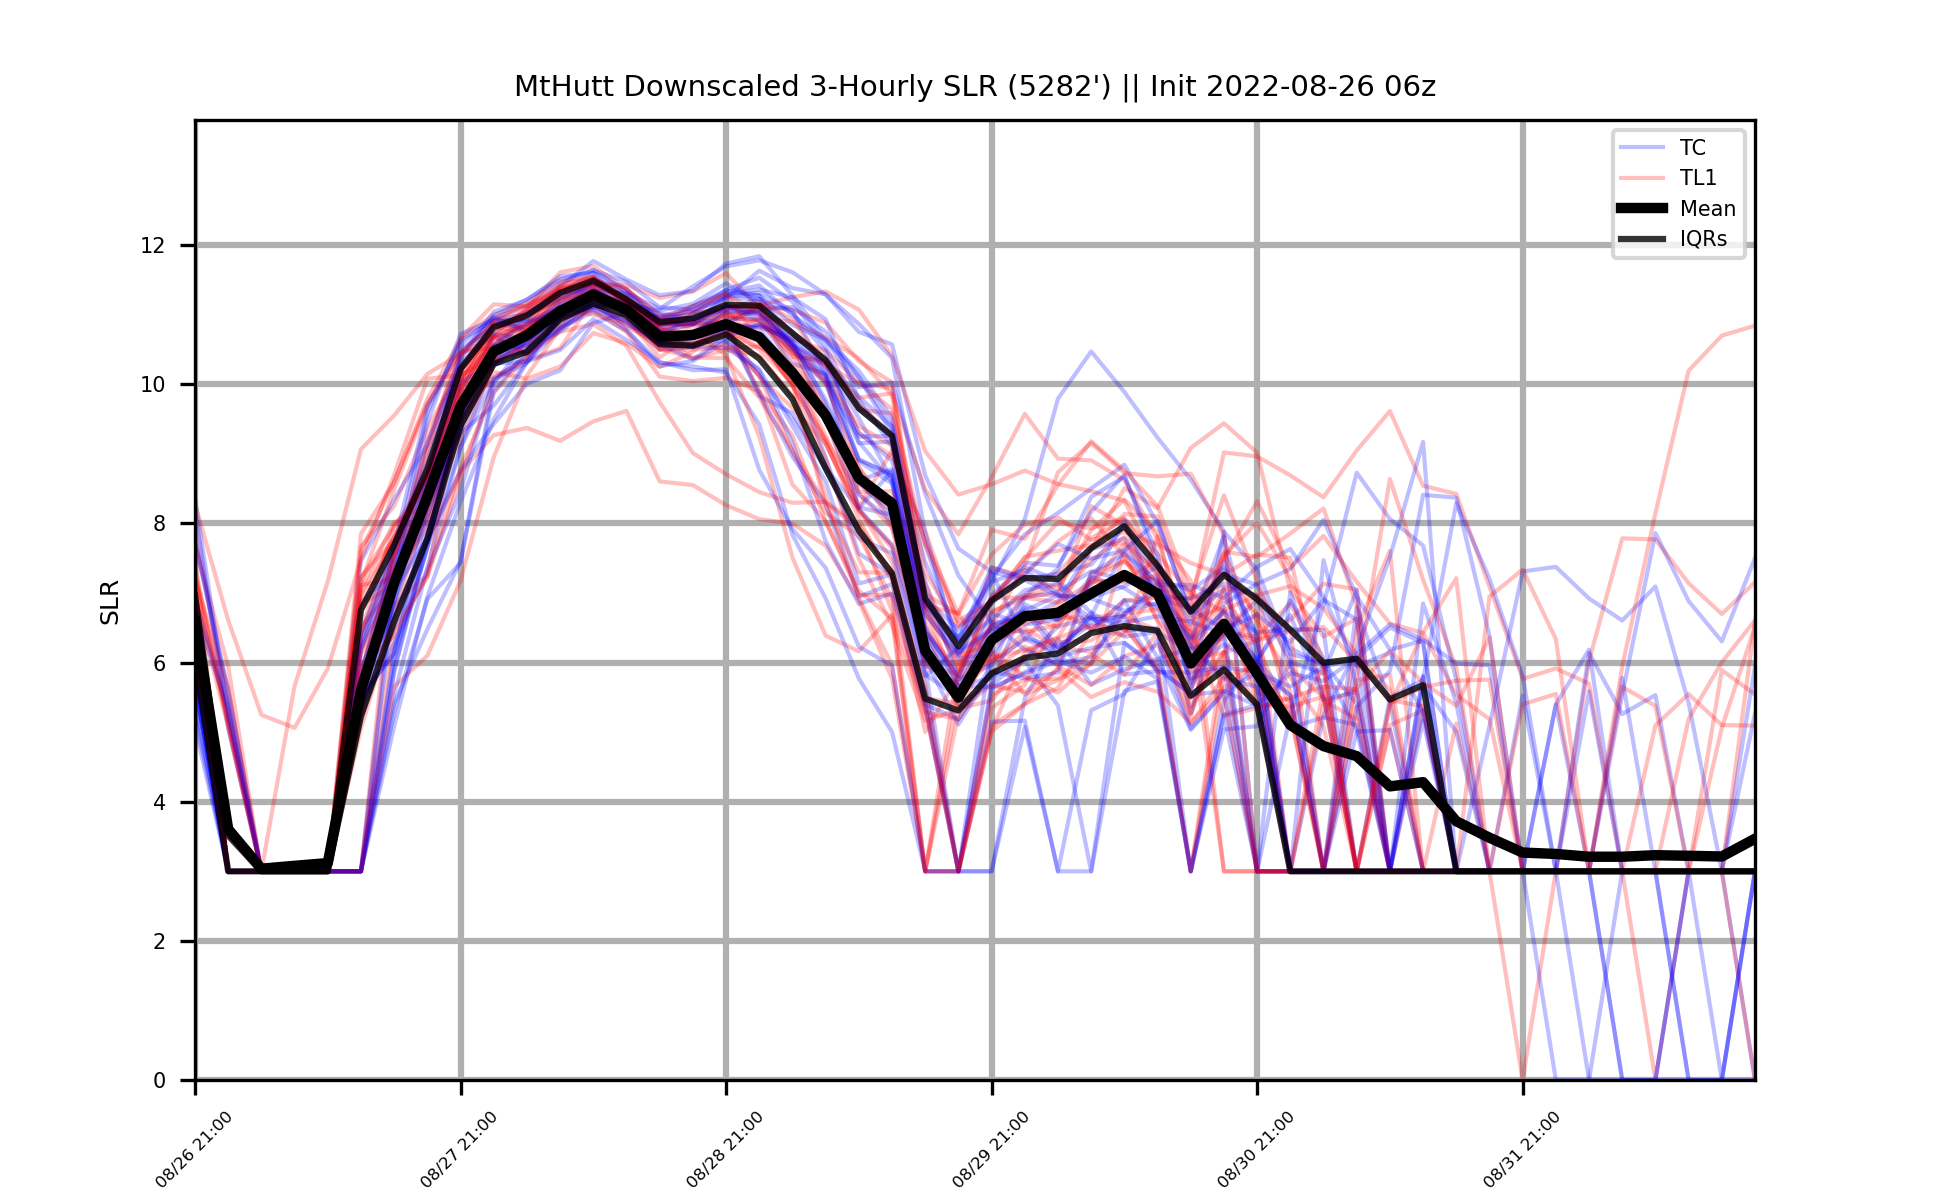 MtHutt Downscaled 3-Hourly SLR (5282') || Init 2022-08-26 06z
TC
TL1
Mean
IQRs
SLR
12
10
8
6
4
2
0
08/26 21:00
08/27 21:00
08/28 21:00
08/29 21:00
08/30 21:00
08/31 21:00